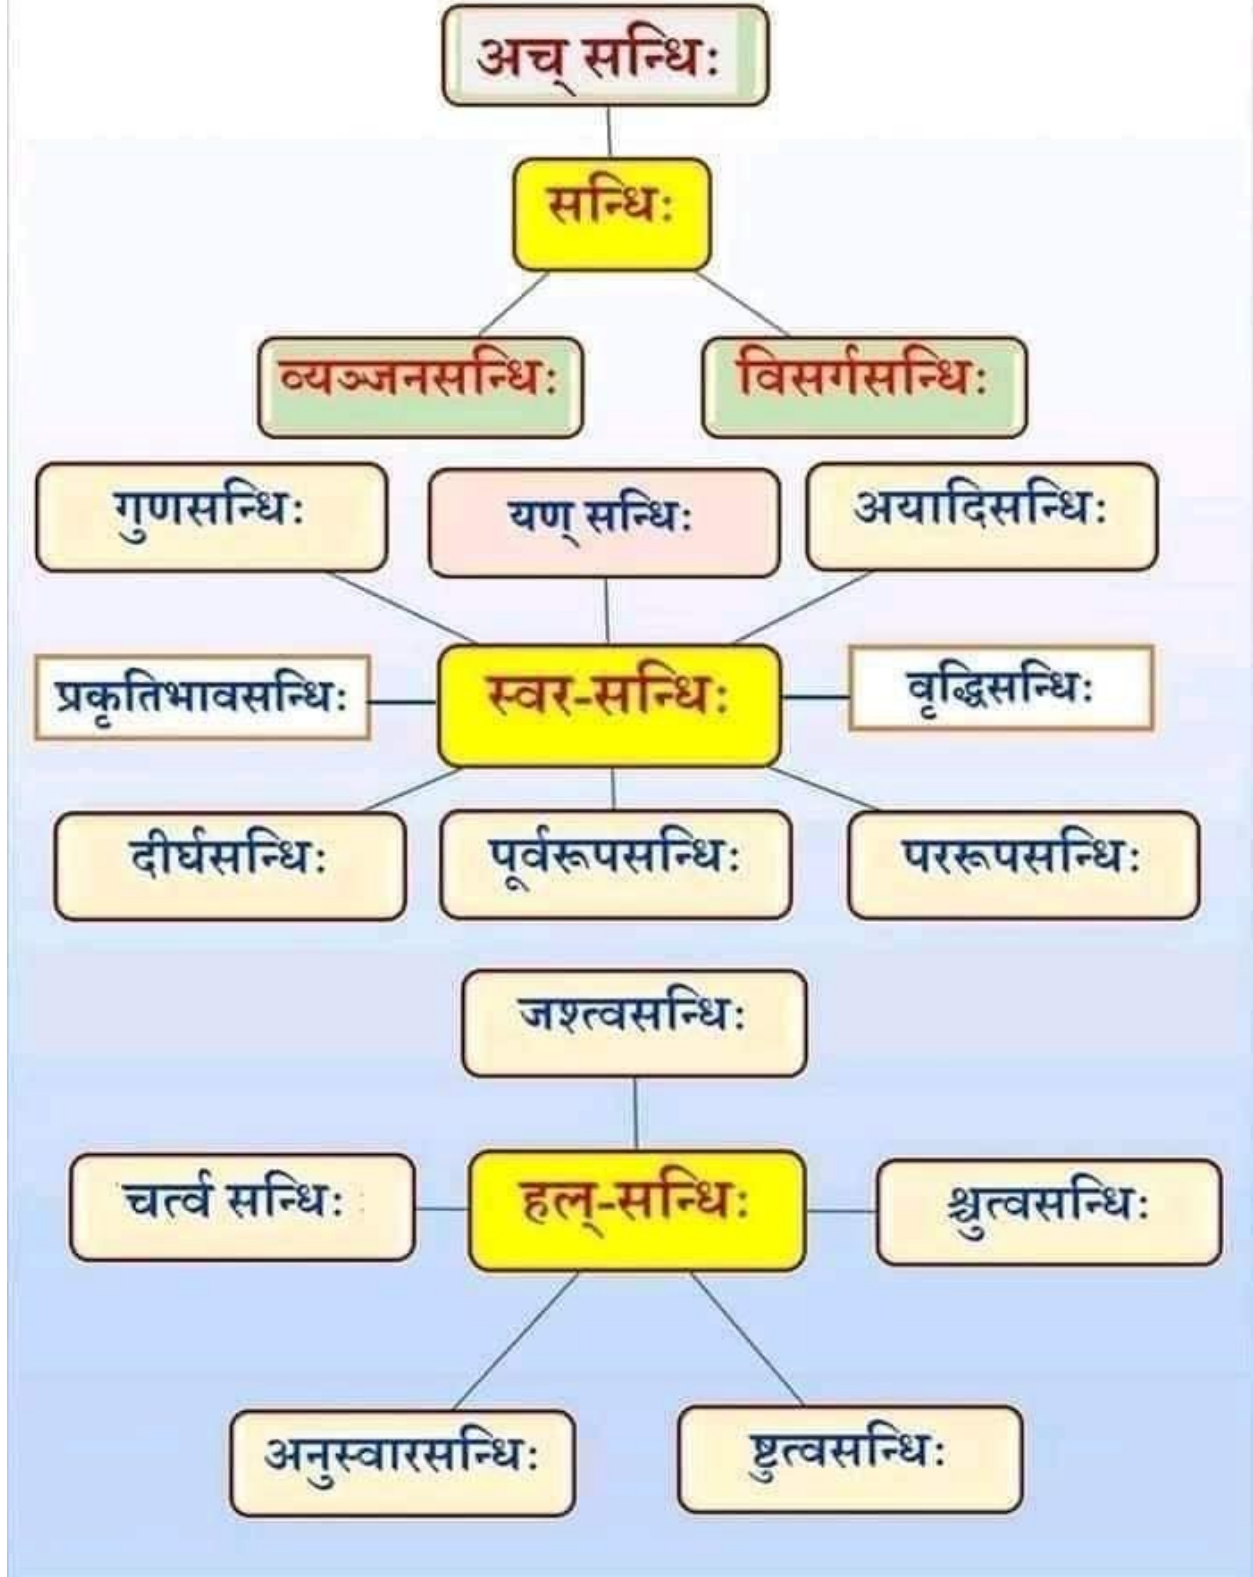 अच् सन्धिः
सन्धिः
व्यञ्जनसन्धिः
विसर्गसन्धिः
गुणसन्धिः
यण् सन्धिः
अयादिसन्धिः
प्रकृतिभावसन्धिः
स्वर-सन्धिः
वृद्धिसन्धिः
दीर्घसन्धिः
पूर्वरूपसन्धिः
पररूपसन्धिः
जश्त्वसन्धिः
चर्त्व सन्धिः
हल्-सन्धिः
श्चुत्वसन्धिः
अनुस्वारसन्धिः
ष्टुत्वसन्धिः